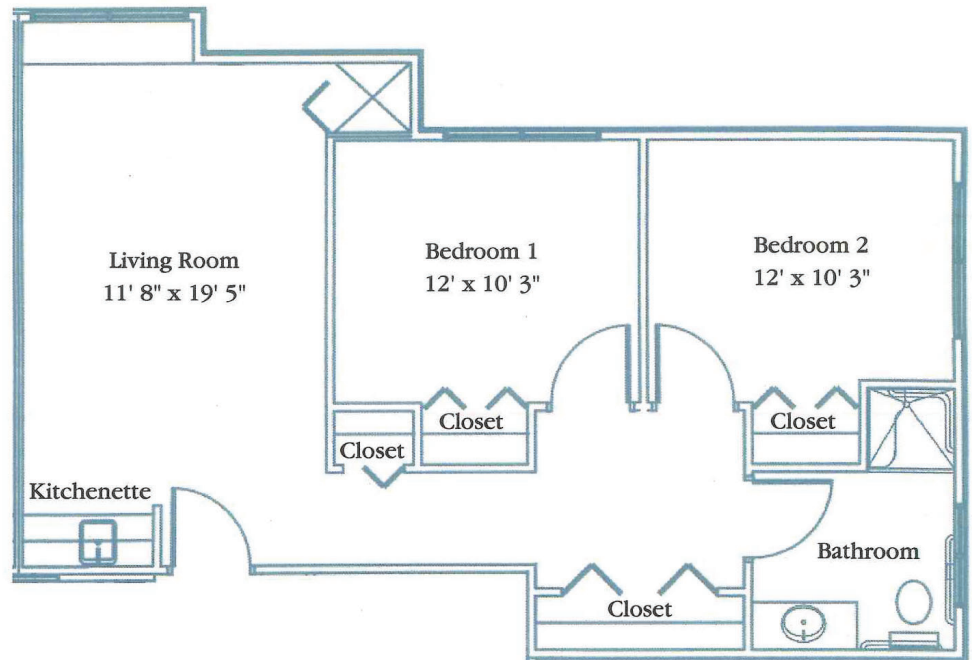 Living Room
11' 8" x 19' 5"
Bedroom 1
12' x 10' 3"
Bedroom 2
12' x 10' 3"
Closet
Closet
Closet
Kitchenette
Bathroom
Closet